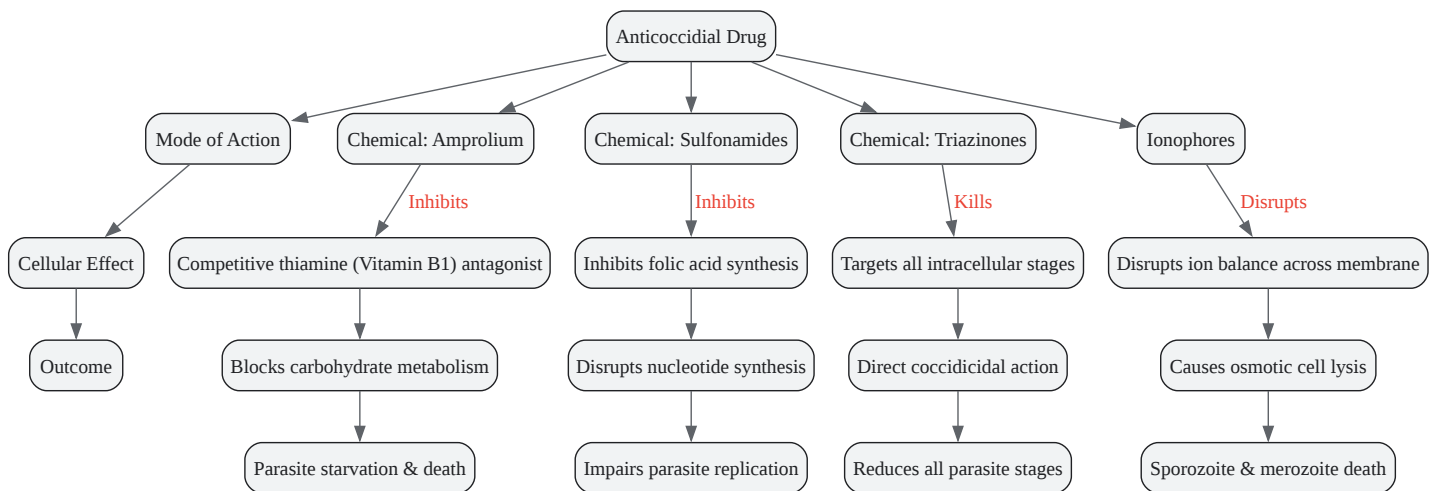 Anticoccidial Drug
Mode of Action
Chemical: Amprolium
Chemical: Sulfonamides
Chemical: Triazinones
Ionophores
Inhibits
Inhibits
Kills
Disrupts
Cellular Effect
Competitive thiamine (Vitamin B1) antagonist
Inhibits folic acid synthesis
Targets all intracellular stages
Disrupts ion balance across membrane
Outcome
Blocks carbohydrate metabolism
Disrupts nucleotide synthesis
Direct coccidicidal action
Causes osmotic cell lysis
Parasite starvation & death
Impairs parasite replication
Reduces all parasite stages
Sporozoite & merozoite death